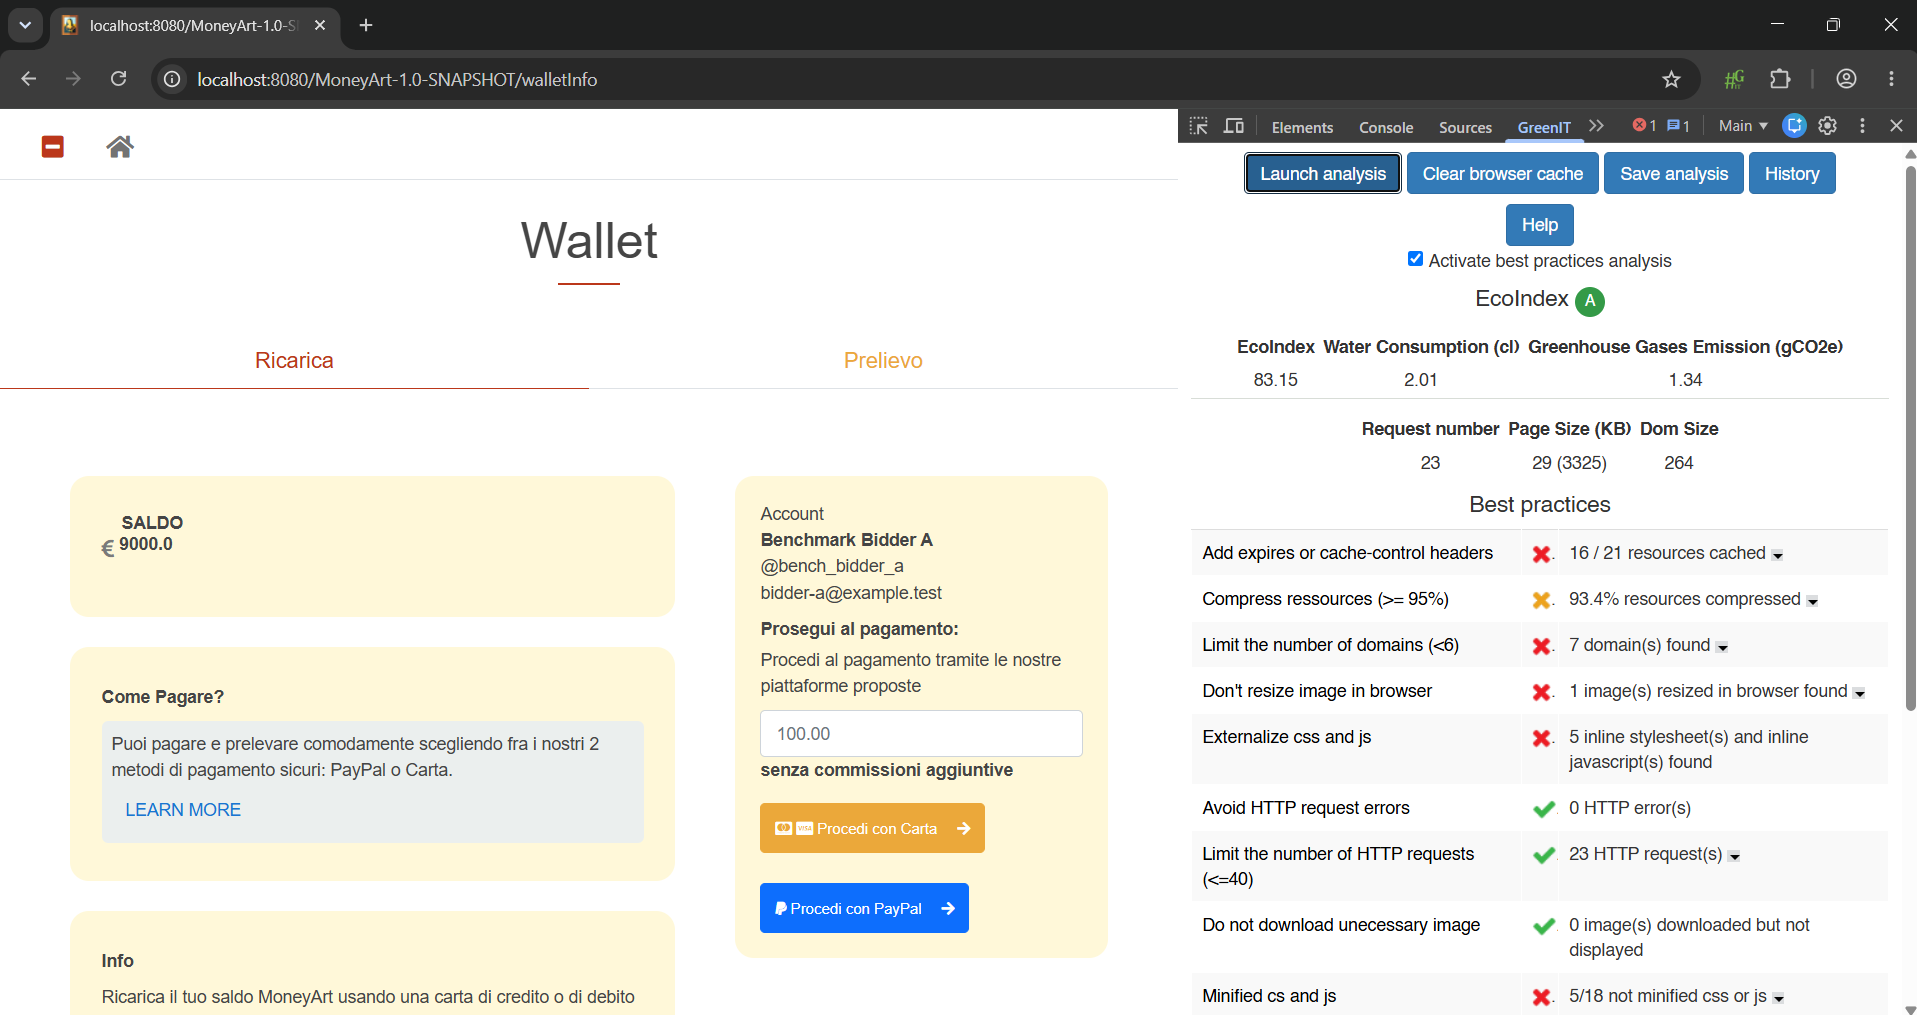 localhost:8080/MoneyArt-1.0-S
localhost:8080/MoneyArt-1.0-SNAPSHOT/walletInfo
Wallet
Ricarica
Prelievo
SALDO
€ 9000.0
Come Pagare?
Puoi pagare e prelevare comodamente scegliendo fra i nostri 2
metodi di pagamento sicuri: PayPal o Carta.
LEARN MORE
Info
Ricarica il tuo saldo MoneyArt usando una carta di credito o di debito
Account
Benchmark Bidder A
@bench_bidder_a
bidder-a@example.test
Prosegui al pagamento:
Procedi al pagamento tramite le nostre
piattaforme proposte
100.00
senza commissioni aggiuntive
VISA Procedi con Carta
Procedi con PayPal
Elements Console Sources GreenIT 1 1 Main
Launch analysis Clear browser cache Save analysis History
Help
Activate best practices analysis
EcoIndex A
EcoIndex Water Consumption (cl) Greenhouse Gases Emission (gCO2e)
83.15 2.01 1.34
Request number Page Size (KB) Dom Size
23 29 (3325) 264
Best practices
Add expires or cache-control headers . 16 / 21 resources cached
Compress ressources (>= 95%) . 93.4% resources compressed
Limit the number of domains (<6) . 7 domain(s) found
Don't resize image in browser . 1 image(s) resized in browser found
Externalize css and js . 5 inline stylesheet(s) and inline
javascript(s) found
Avoid HTTP request errors . 0 HTTP error(s)
Limit the number of HTTP requests . 23 HTTP request(s)
(<=40)
Do not download unecessary image . 0 image(s) downloaded but not
displayed
Minified cs and js . 5/18 not minified css or js